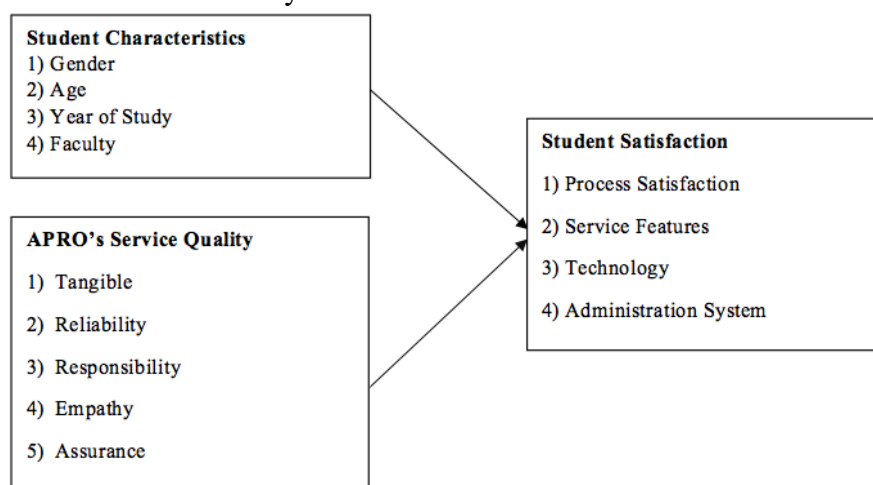 Student Characteristics
1) Gender
2) Age
3) Year of Study
4) Faculty
APRO's Service Quality
1) Tangible
2) Reliability
3) Responsibility
4) Empathy
5) Assurance
Student Satisfaction
1) Process Satisfaction
2) Service Features
3) Technology
4) Administration System